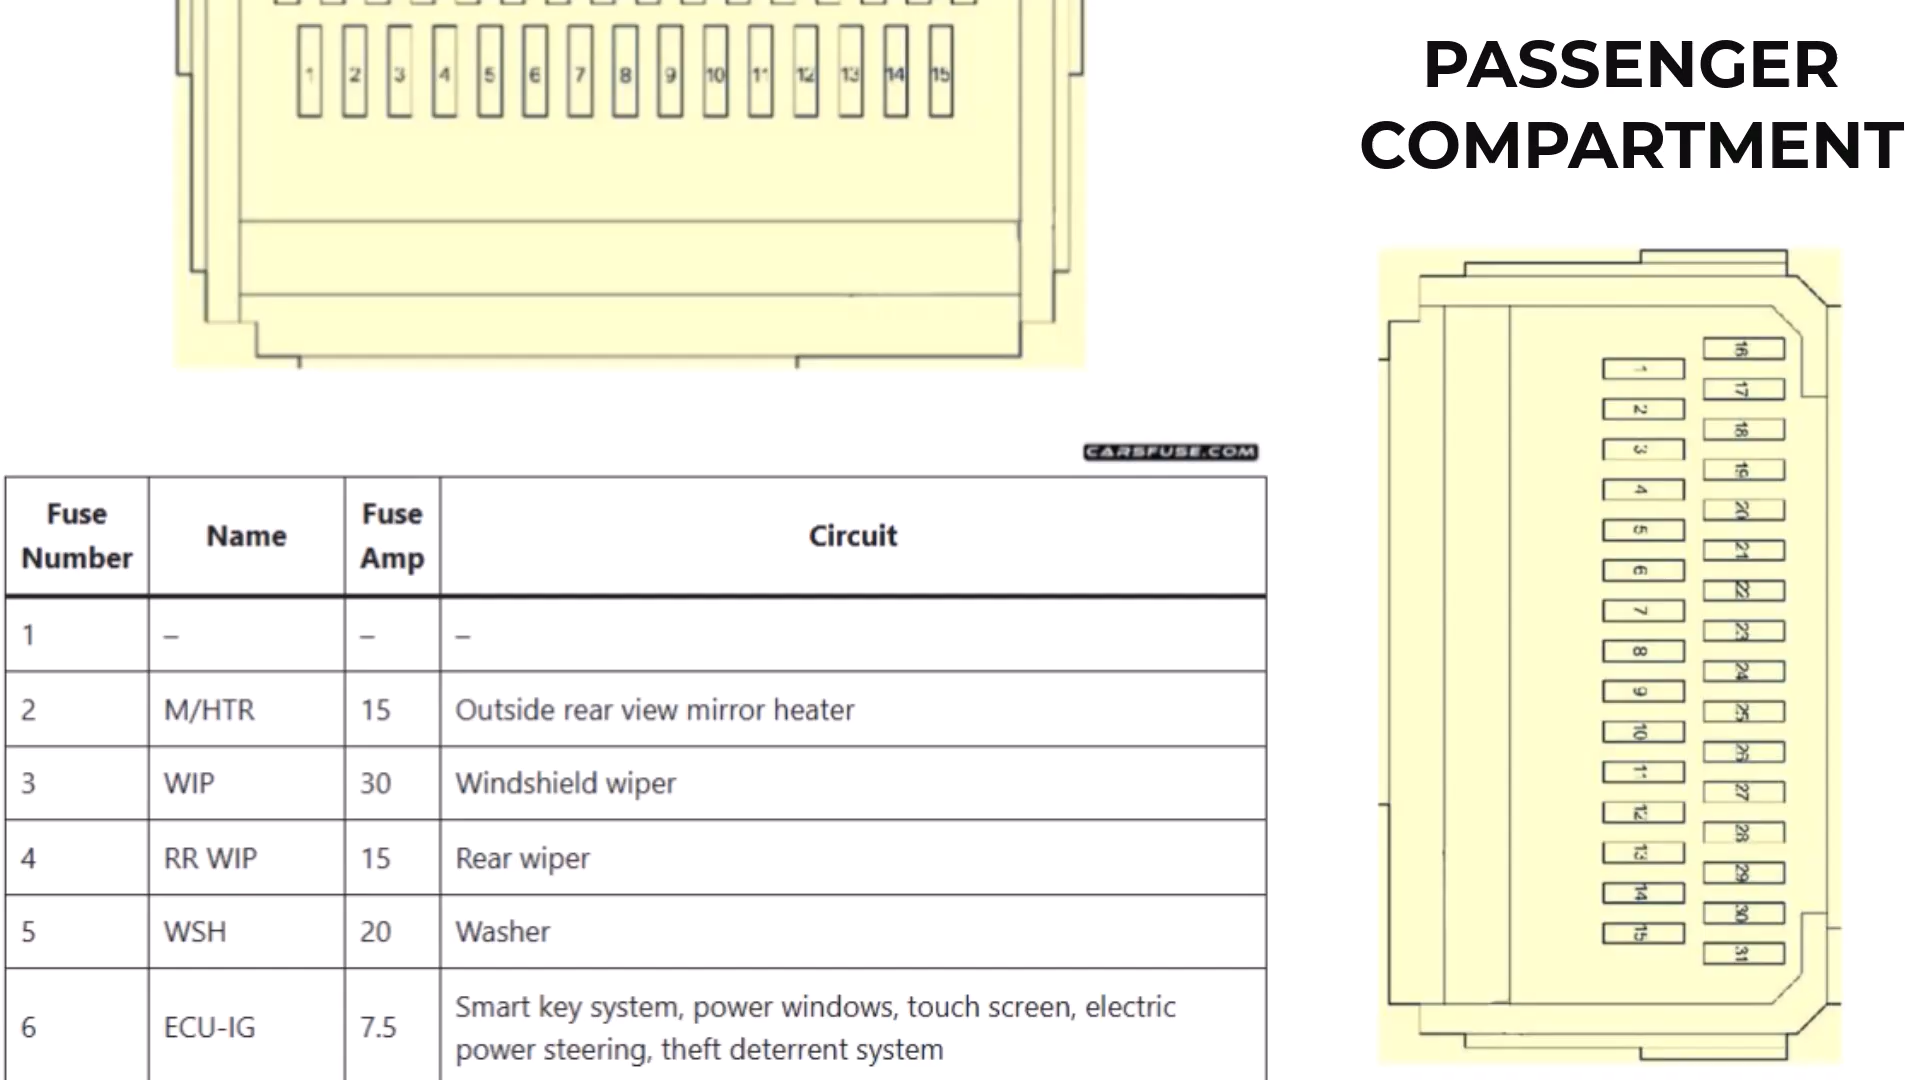 1 2 3 4 5 6 7 8 9 10 11 12 13 14 15
PASSENGER
COMPARTMENT
CARSFUSE.COM
Fuse Number Name Fuse Amp Circuit
1 – – –
2 M/HTR 15 Outside rear view mirror heater
3 WIP 30 Windshield wiper
4 RR WIP 15 Rear wiper
5 WSH 20 Washer
6 ECU-IG 7.5 Smart key system, power windows, touch screen, electric
power steering, theft deterrent system
16
1
17
2
18
3
19
4
20
5
21
6
22
7
23
8
24
9
25
10
26
11
27
12
28
13
29
14
30
15
31